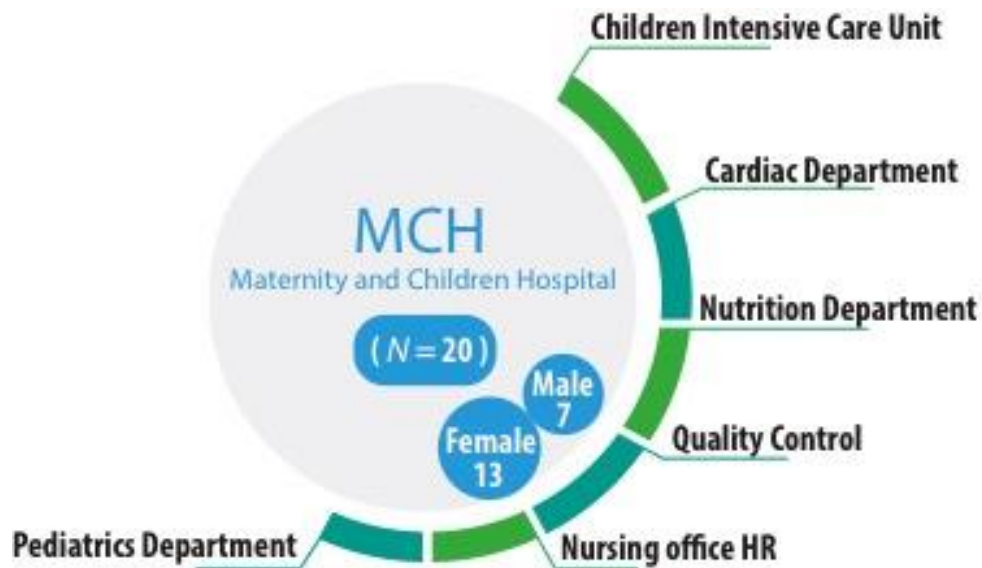 Children Intensive Care Unit
Cardiac Department
MCH
Maternity and Children Hospital
Nutrition Department
( N = 20 )
Male
7
Female
13
Quality Control
Pediatrics Department
Nursing office HR